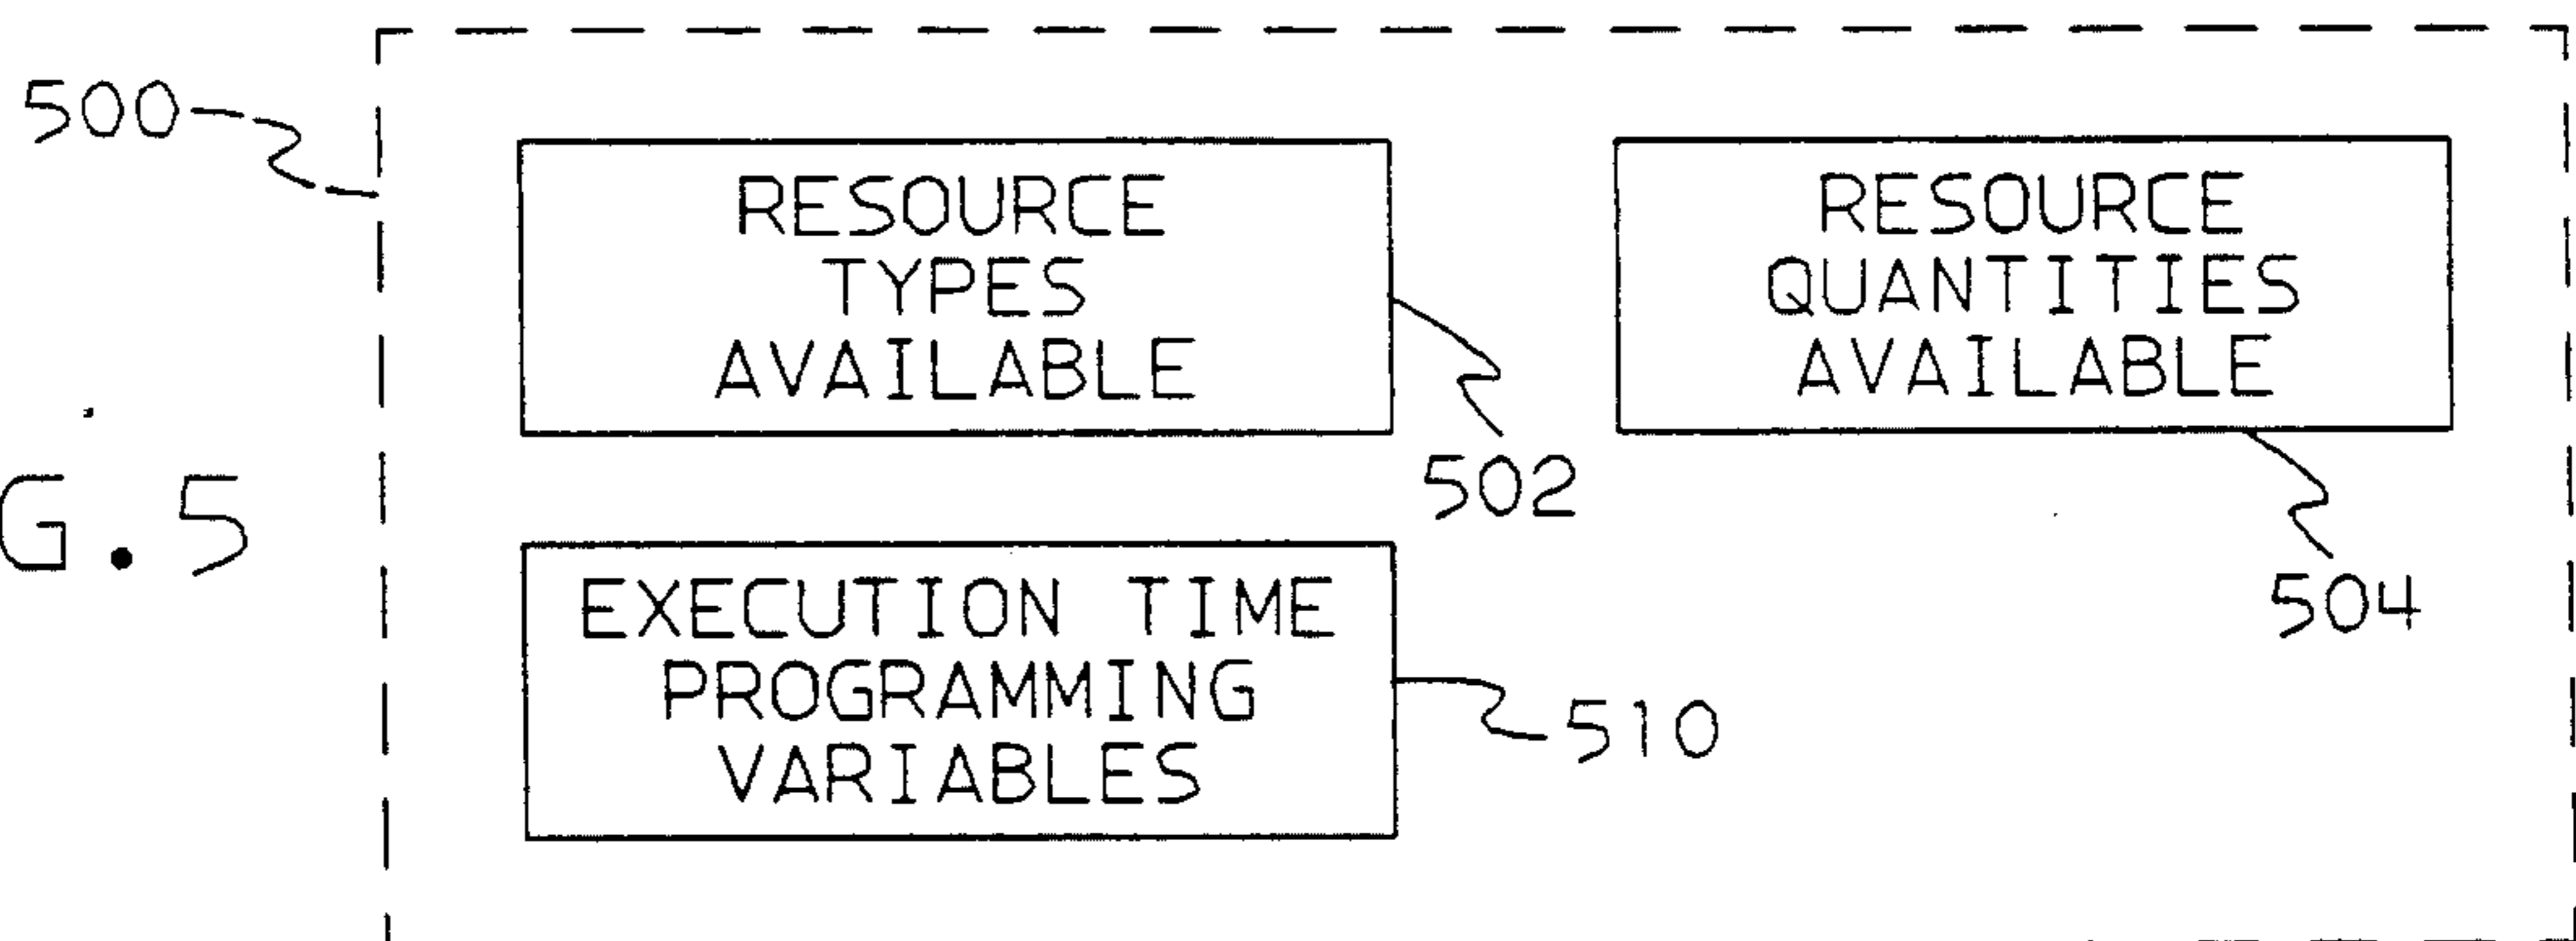 500
RESOURCE
TYPES
AVAILABLE
502
RESOURCE
QUANTITIES
AVAILABLE
504
G.5
EXECUTION TIME
PROGRAMMING
VARIABLES
510